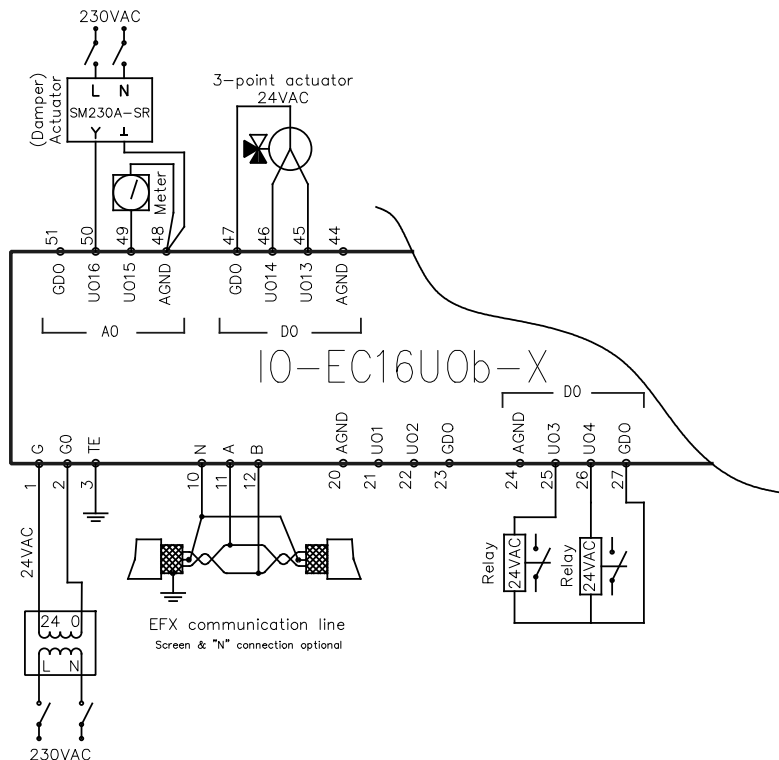 230VAC
L N
SM230A-SR
Y ⊥
(Damper)
Actuator
Meter
3-point actuator
24VAC
51 50 49 48 47 46 45 44
GDO UO16 UO15 AGND GDO UO14 UO13 AGND
AO DO
IO-EC16UOb-X
DO
G G0 TE N A B AGND UO1 UO2 GDO AGND UO3 UO4 GDO
1 2 3 10 11 12 20 21 22 23 24 25 26 27
24VAC
Relay 24VAC Relay 24VAC
24 0
L N
230VAC
EFX communication line
Screen & "N" connection optional